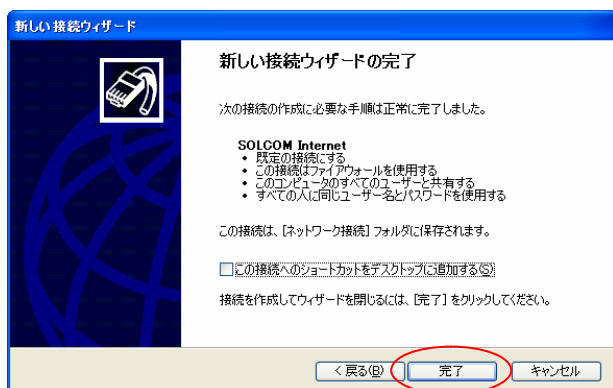 新しい接続ウィザード
新しい接続ウィザードの完了
次の接続の作成に必要な手順は正常に完了しました。
SOLCOM Internet
• 既定の接続にする
• この接続はファイアウォールを使用する
• このコンピュータのすべてのユーザーと共有する
• すべての人に同じユーザー名とパスワードを使用する
この接続は、[ネットワーク接続] フォルダに保存されます。
この接続へのショートカットをデスクトップに追加する(S)
接続を作成してウィザードを閉じるには、[完了] をクリックしてください。
< 戻る(B) 完了 キャンセル